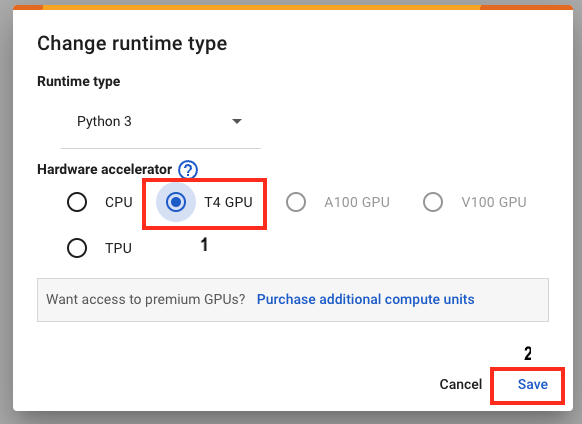 Change runtime type
Runtime type
Python 3
Hardware accelerator ?
CPU T4 GPU A100 GPU V100 GPU
1
TPU
Want access to premium GPUs? Purchase additional compute units
2
Cancel Save